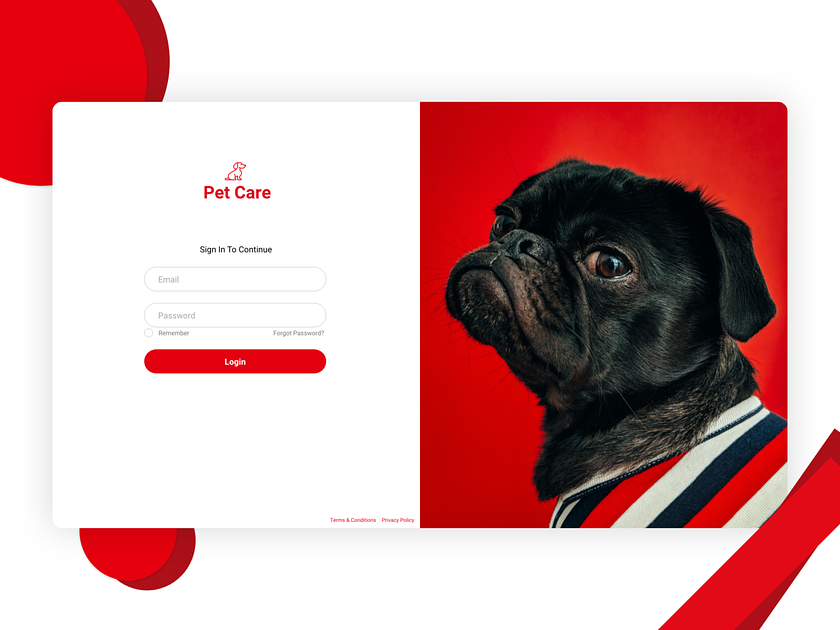 Pet Care
Sign In To Continue
Email
Password
Remember Forgot Password?
Login
Terms & Conditions Privacy Policy